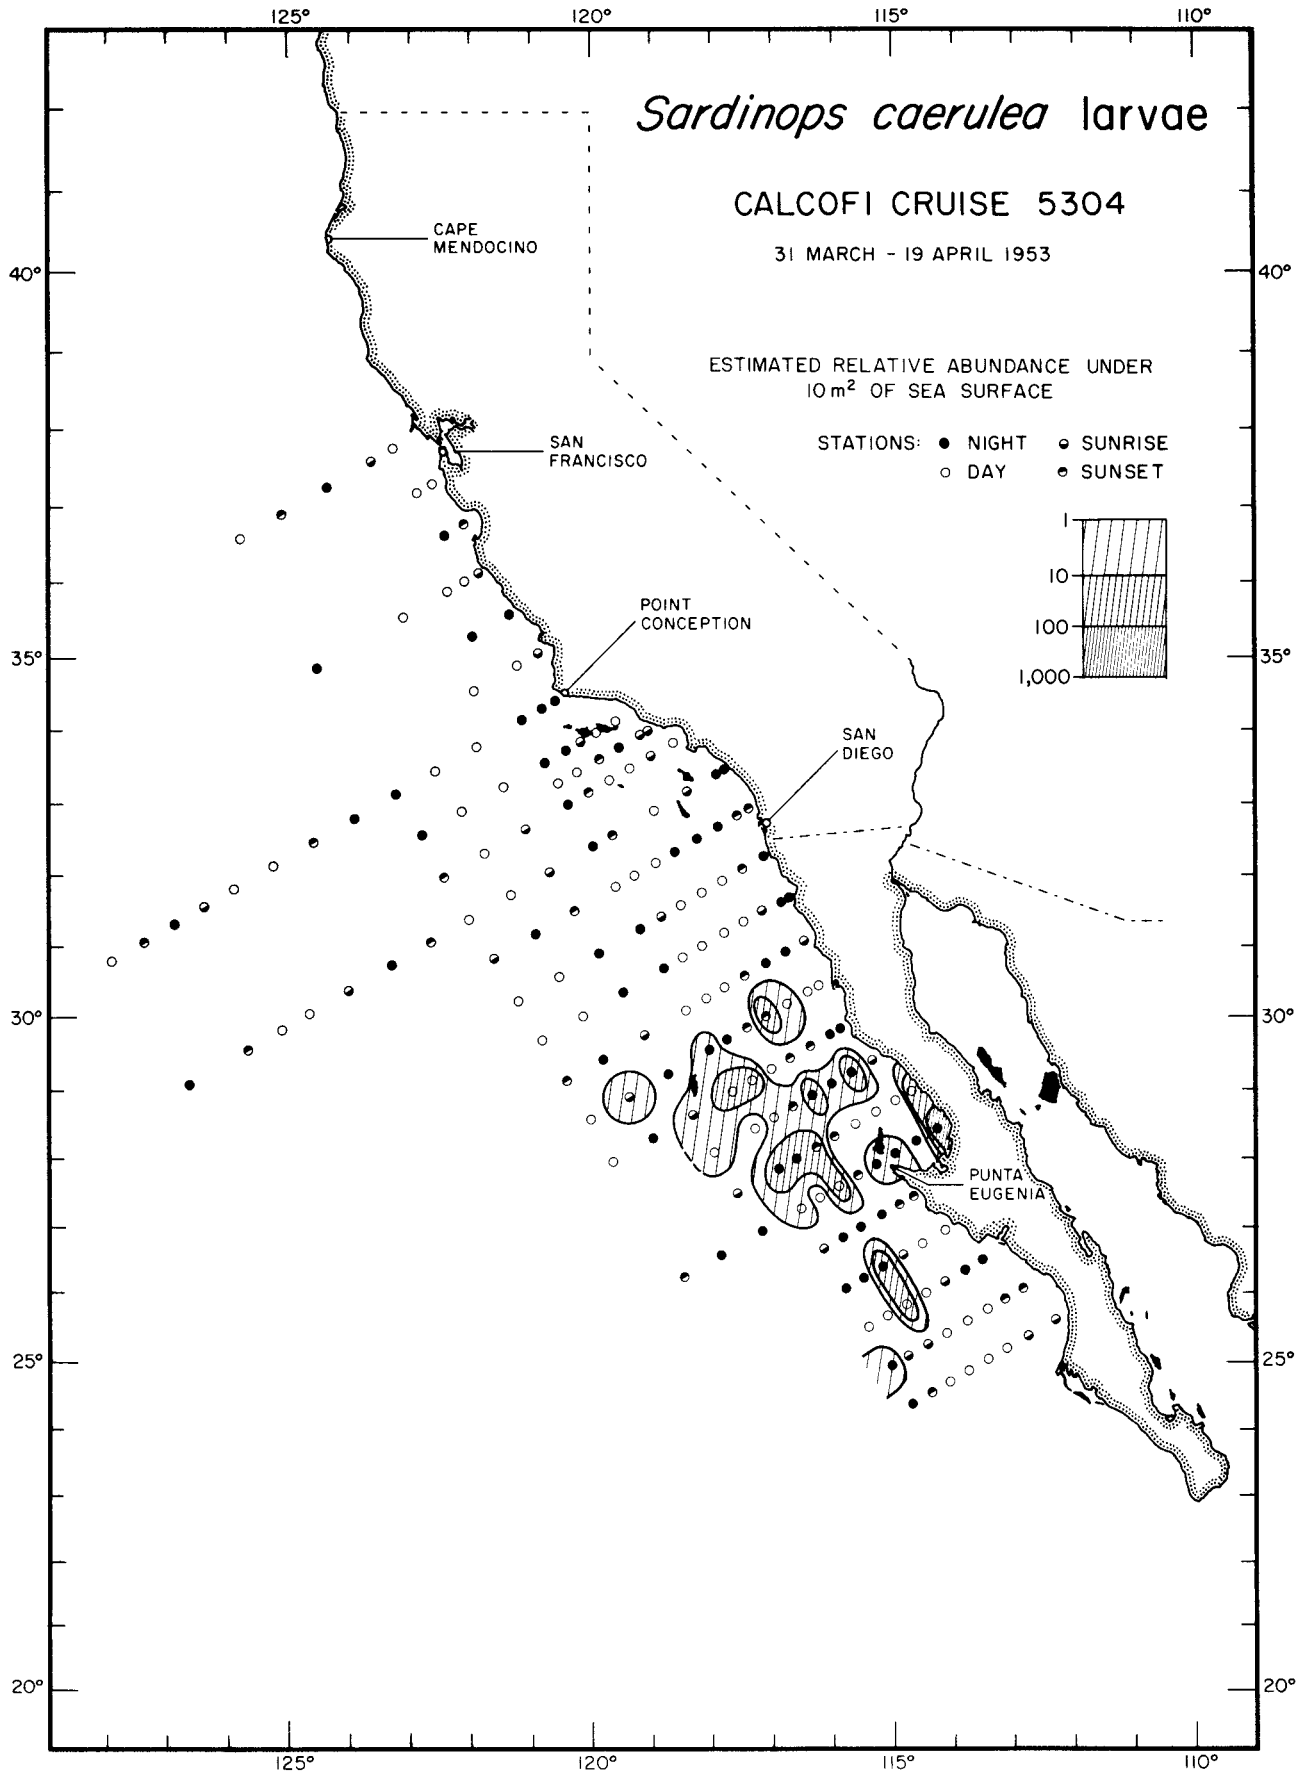 125° 120° 115° 110°
Sardinops caerulea larvae
CALCOFI CRUISE 5304
31 MARCH - 19 APRIL 1953
CAPE
MENDOCINO
40° 40°
ESTIMATED RELATIVE ABUNDANCE UNDER
10 m² OF SEA SURFACE
STATIONS: ● NIGHT SUNRISE
○ DAY SUNSET
SAN
FRANCISCO
1
10
100
1,000
POINT
CONCEPTION
35° 35°
SAN
DIEGO
30° 30°
PUNTA
EUGENIA
25° 25°
20° 20°
125° 120° 115° 110°